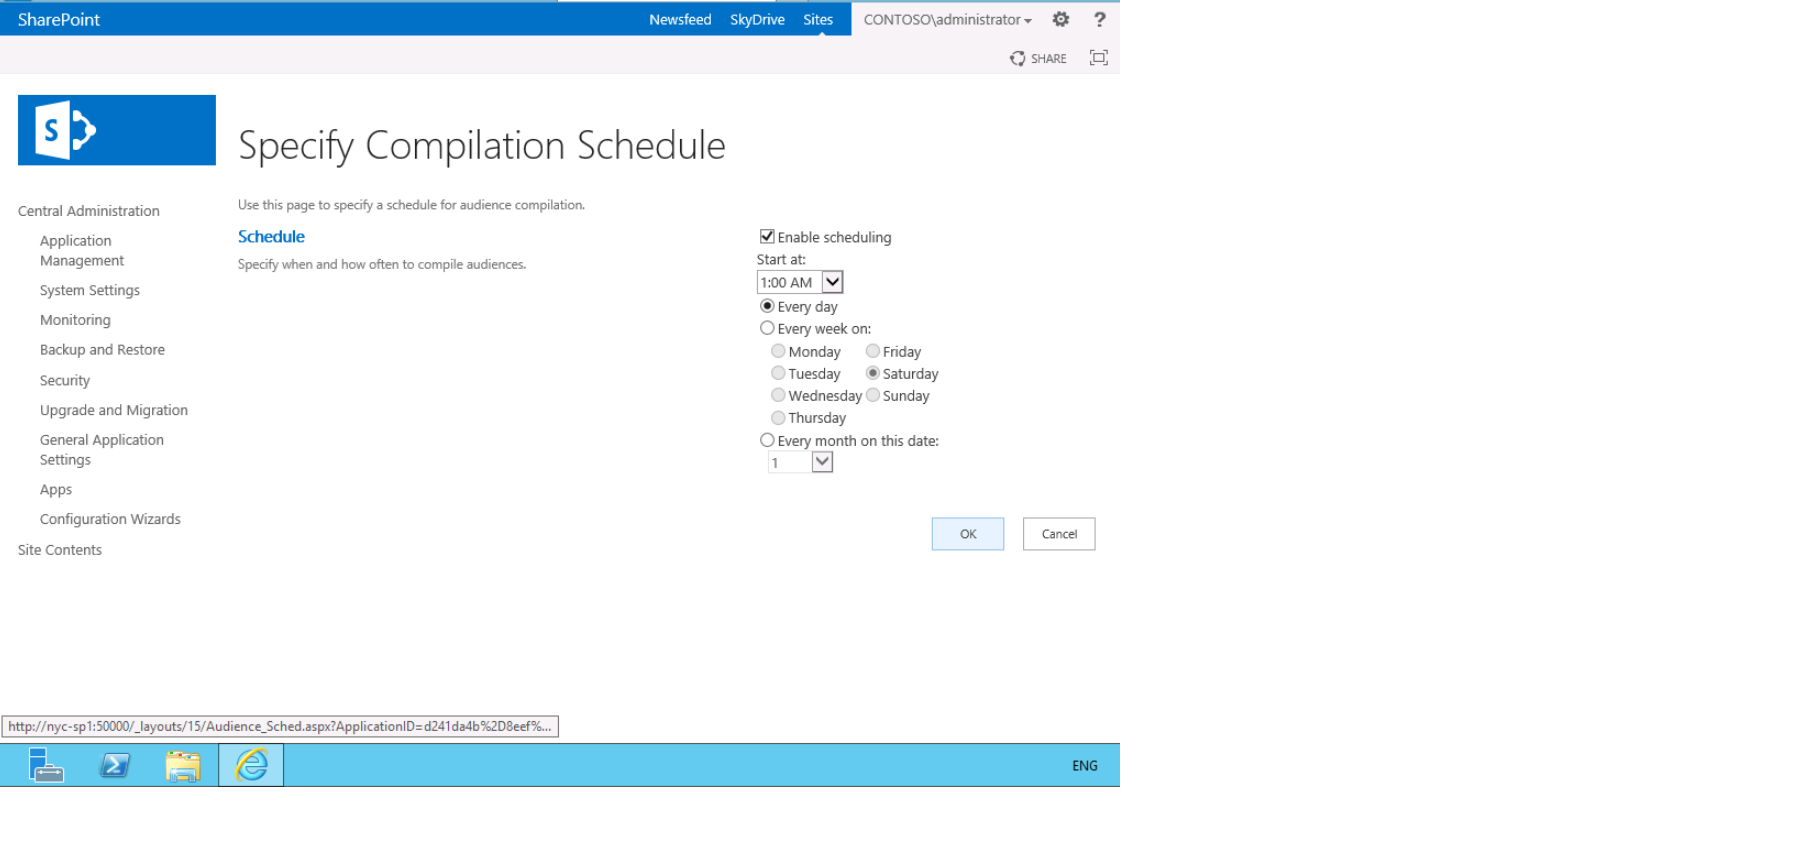 SharePoint
Newsfeed SkyDrive Sites CONTOSO\administrator ?
SHARE
S
Specify Compilation Schedule
Central Administration
Application
Management
System Settings
Monitoring
Backup and Restore
Security
Upgrade and Migration
General Application
Settings
Apps
Configuration Wizards
Site Contents
Use this page to specify a schedule for audience compilation.
Schedule
Specify when and how often to compile audiences.
Enable scheduling
Start at:
1:00 AM
Every day
Every week on:
Monday Friday
Tuesday Saturday
Wednesday Sunday
Thursday
Every month on this date:
1
OK Cancel
http://nyc-sp1:50000/_layouts/15/Audience_Sched.aspx?ApplicationID=d241da4b%2D8eef%...
ENG